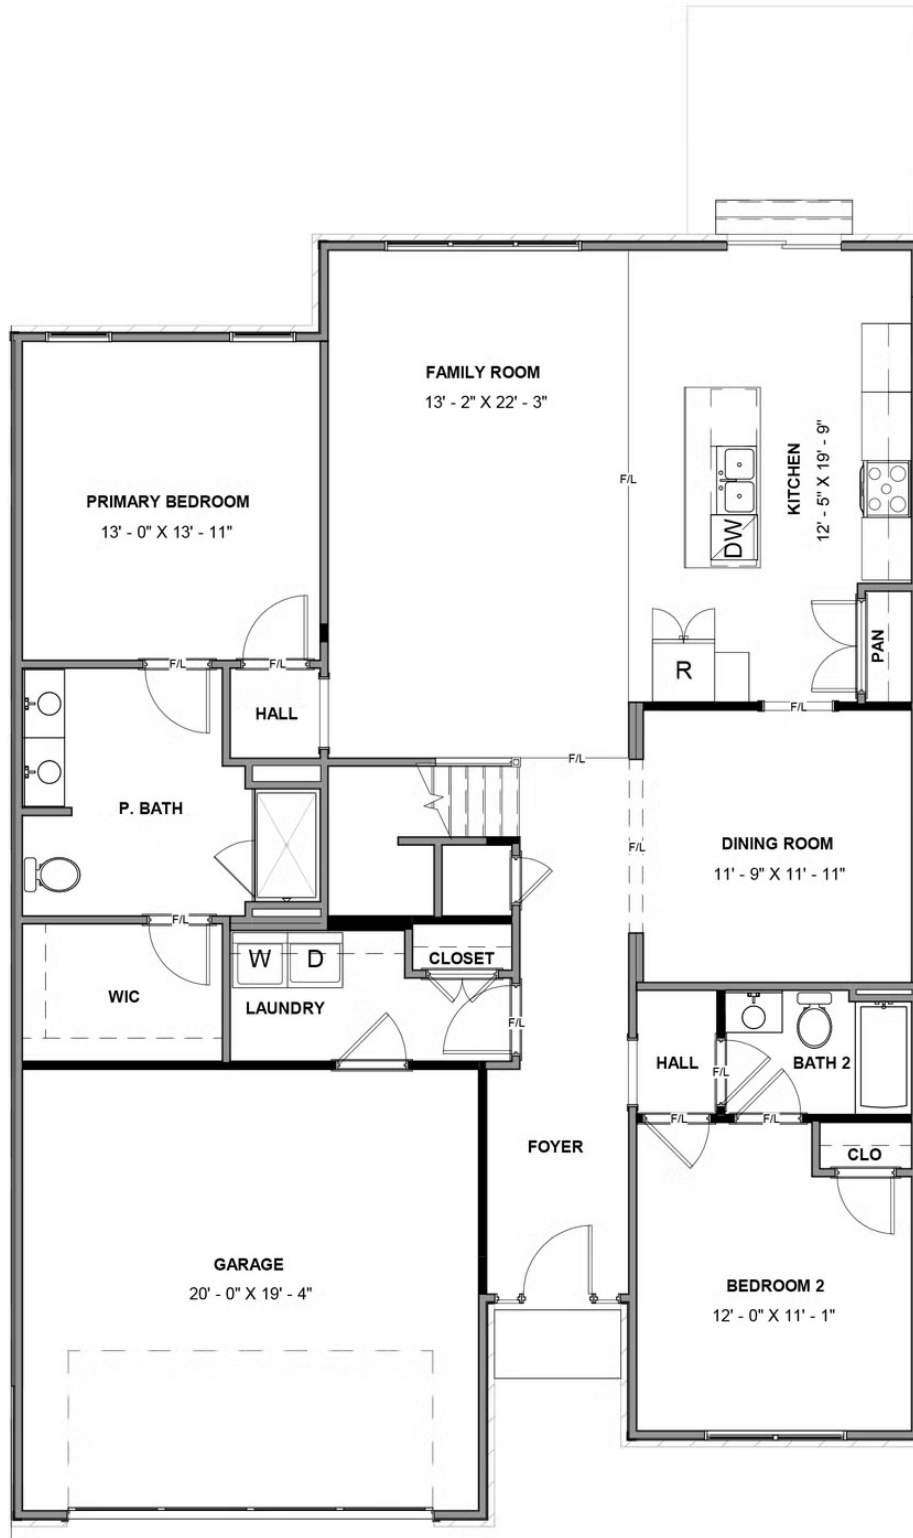 FAMILY ROOM
13' - 2" X 22' - 3"
F/L
KITCHEN
12' - 5" X 19' - 9"
DW
PRIMARY BEDROOM
13' - 0" X 13' - 11"
F/L
F/L
R
PAN
F/L
HALL
F/L
P. BATH
F/L
DINING ROOM
11' - 9" X 11' - 11"
F/L
W
D
CLOSET
WIC
LAUNDRY
F/L
HALL
F/L
BATH 2
F/L
F/L
FOYER
CLO
GARAGE
20' - 0" X 19' - 4"
BEDROOM 2
12' - 0" X 11' - 1"